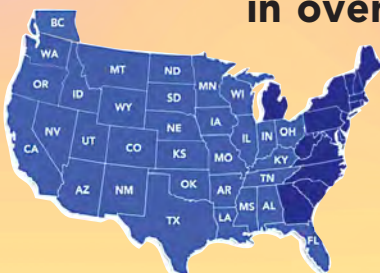 in over
BC
WA
MT
ND
MN
OR
ID
SD
WI
WY
IA
NE
NV
UT
IL
IN
OH
CO
CA
KS
MO
KY
TN
OK
AZ
NM
AR
MS
AL
TX
LA
FL